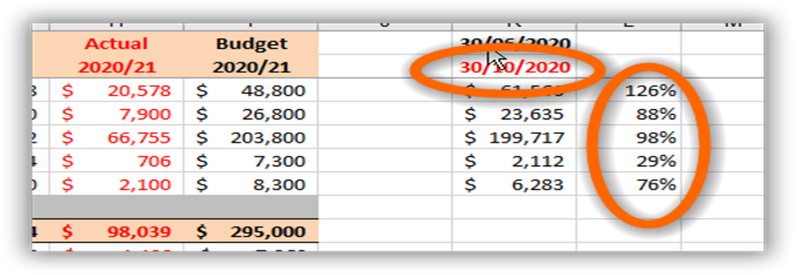 Actual Budget 30/06/2020
2020/21 2020/21 30/10/2020
$ 20,578 $ 48,800 $ 126%
$ 7,900 $ 26,800 $ 23,635 88%
$ 66,755 $ 203,800 $ 199,717 98%
$ 706 $ 7,300 $ 2,112 29%
$ 2,100 $ 8,300 $ 6,283 76%
$ 98,039 $ 295,000